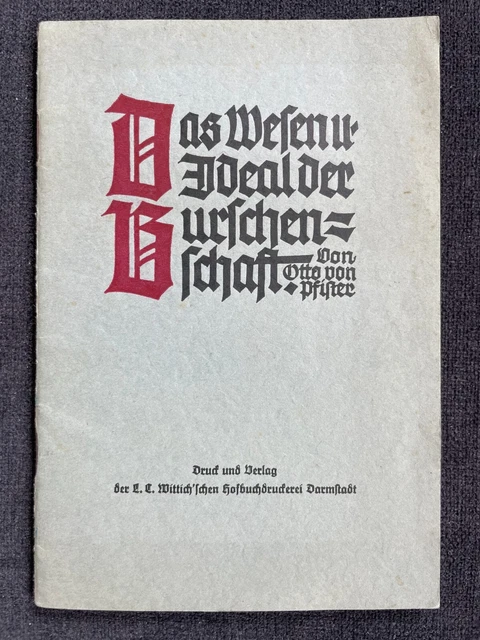 Das Wesen u.
Ideal der
Burschen=
schaft. Von
Otto von
Pfister
Druck und Verlag
der L. C. Wittich'schen Hofbuchdruckerei Darmstadt